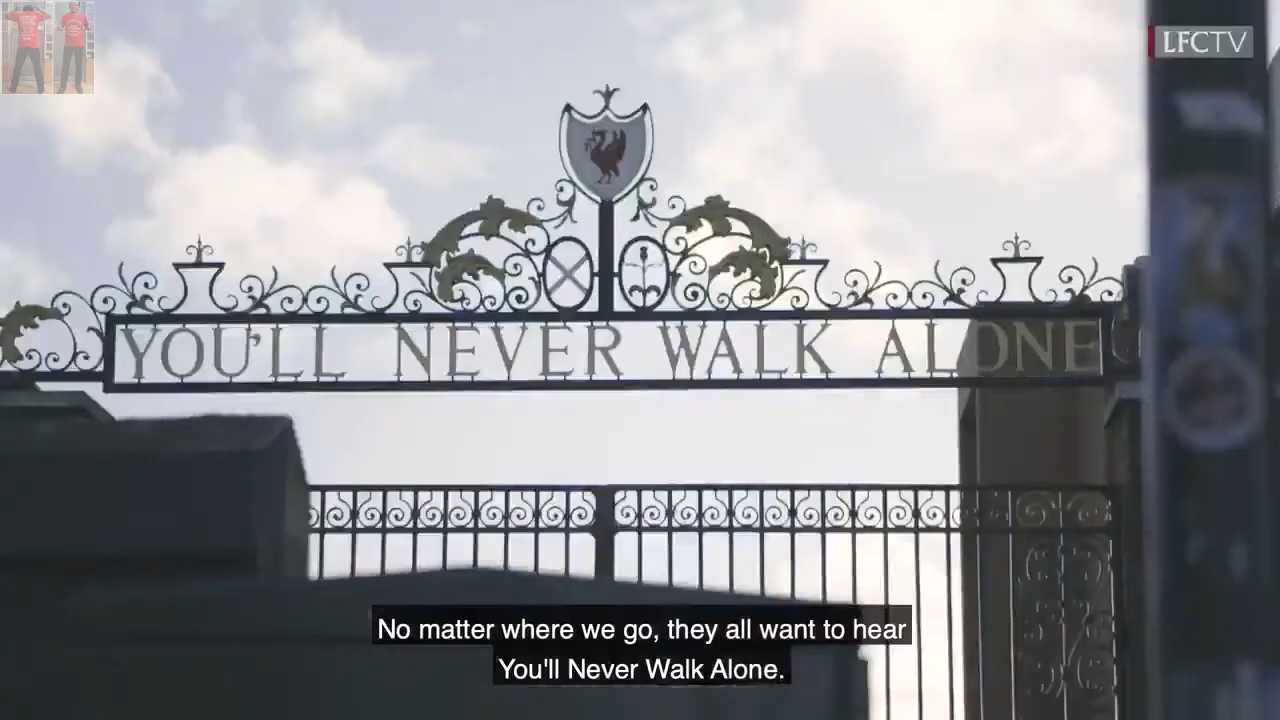 LFCTV
YOU'LL NEVER WALK ALONE
No matter where we go, they all want to hear
You'll Never Walk Alone.